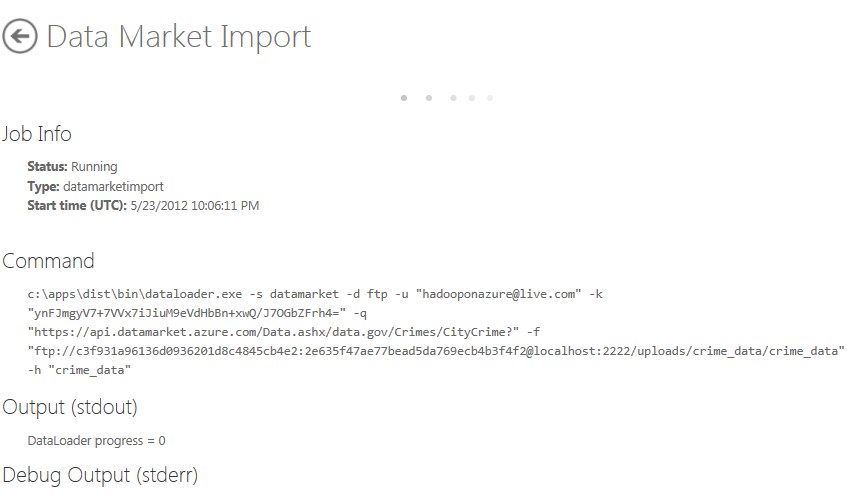 Data Market Import
Job Info
Status: Running
Type: datamarketimport
Start time (UTC): 5/23/2012 10:06:11 PM
Command
c:\apps\dist\bin\dataloader.exe -s datamarket -d ftp -u "hadooponazure@live.com" -k
"ynFJmgyV7+7VVx7iJiuM9eVdHbBn+xwQ/J7OGbZFrh4=" -q
"https://api.datamarket.azure.com/Data.ashx/data.gov/Crimes/CityCrime?" -f
"ftp://c3f931a96136d0936201d8c4845cb4e2:2e635f47ae77bead5da769ecb4b3f4f2@localhost:2222/uploads/crime_data/crime_data"
-h "crime_data"
Output (stdout)
DataLoader progress = 0
Debug Output (stderr)